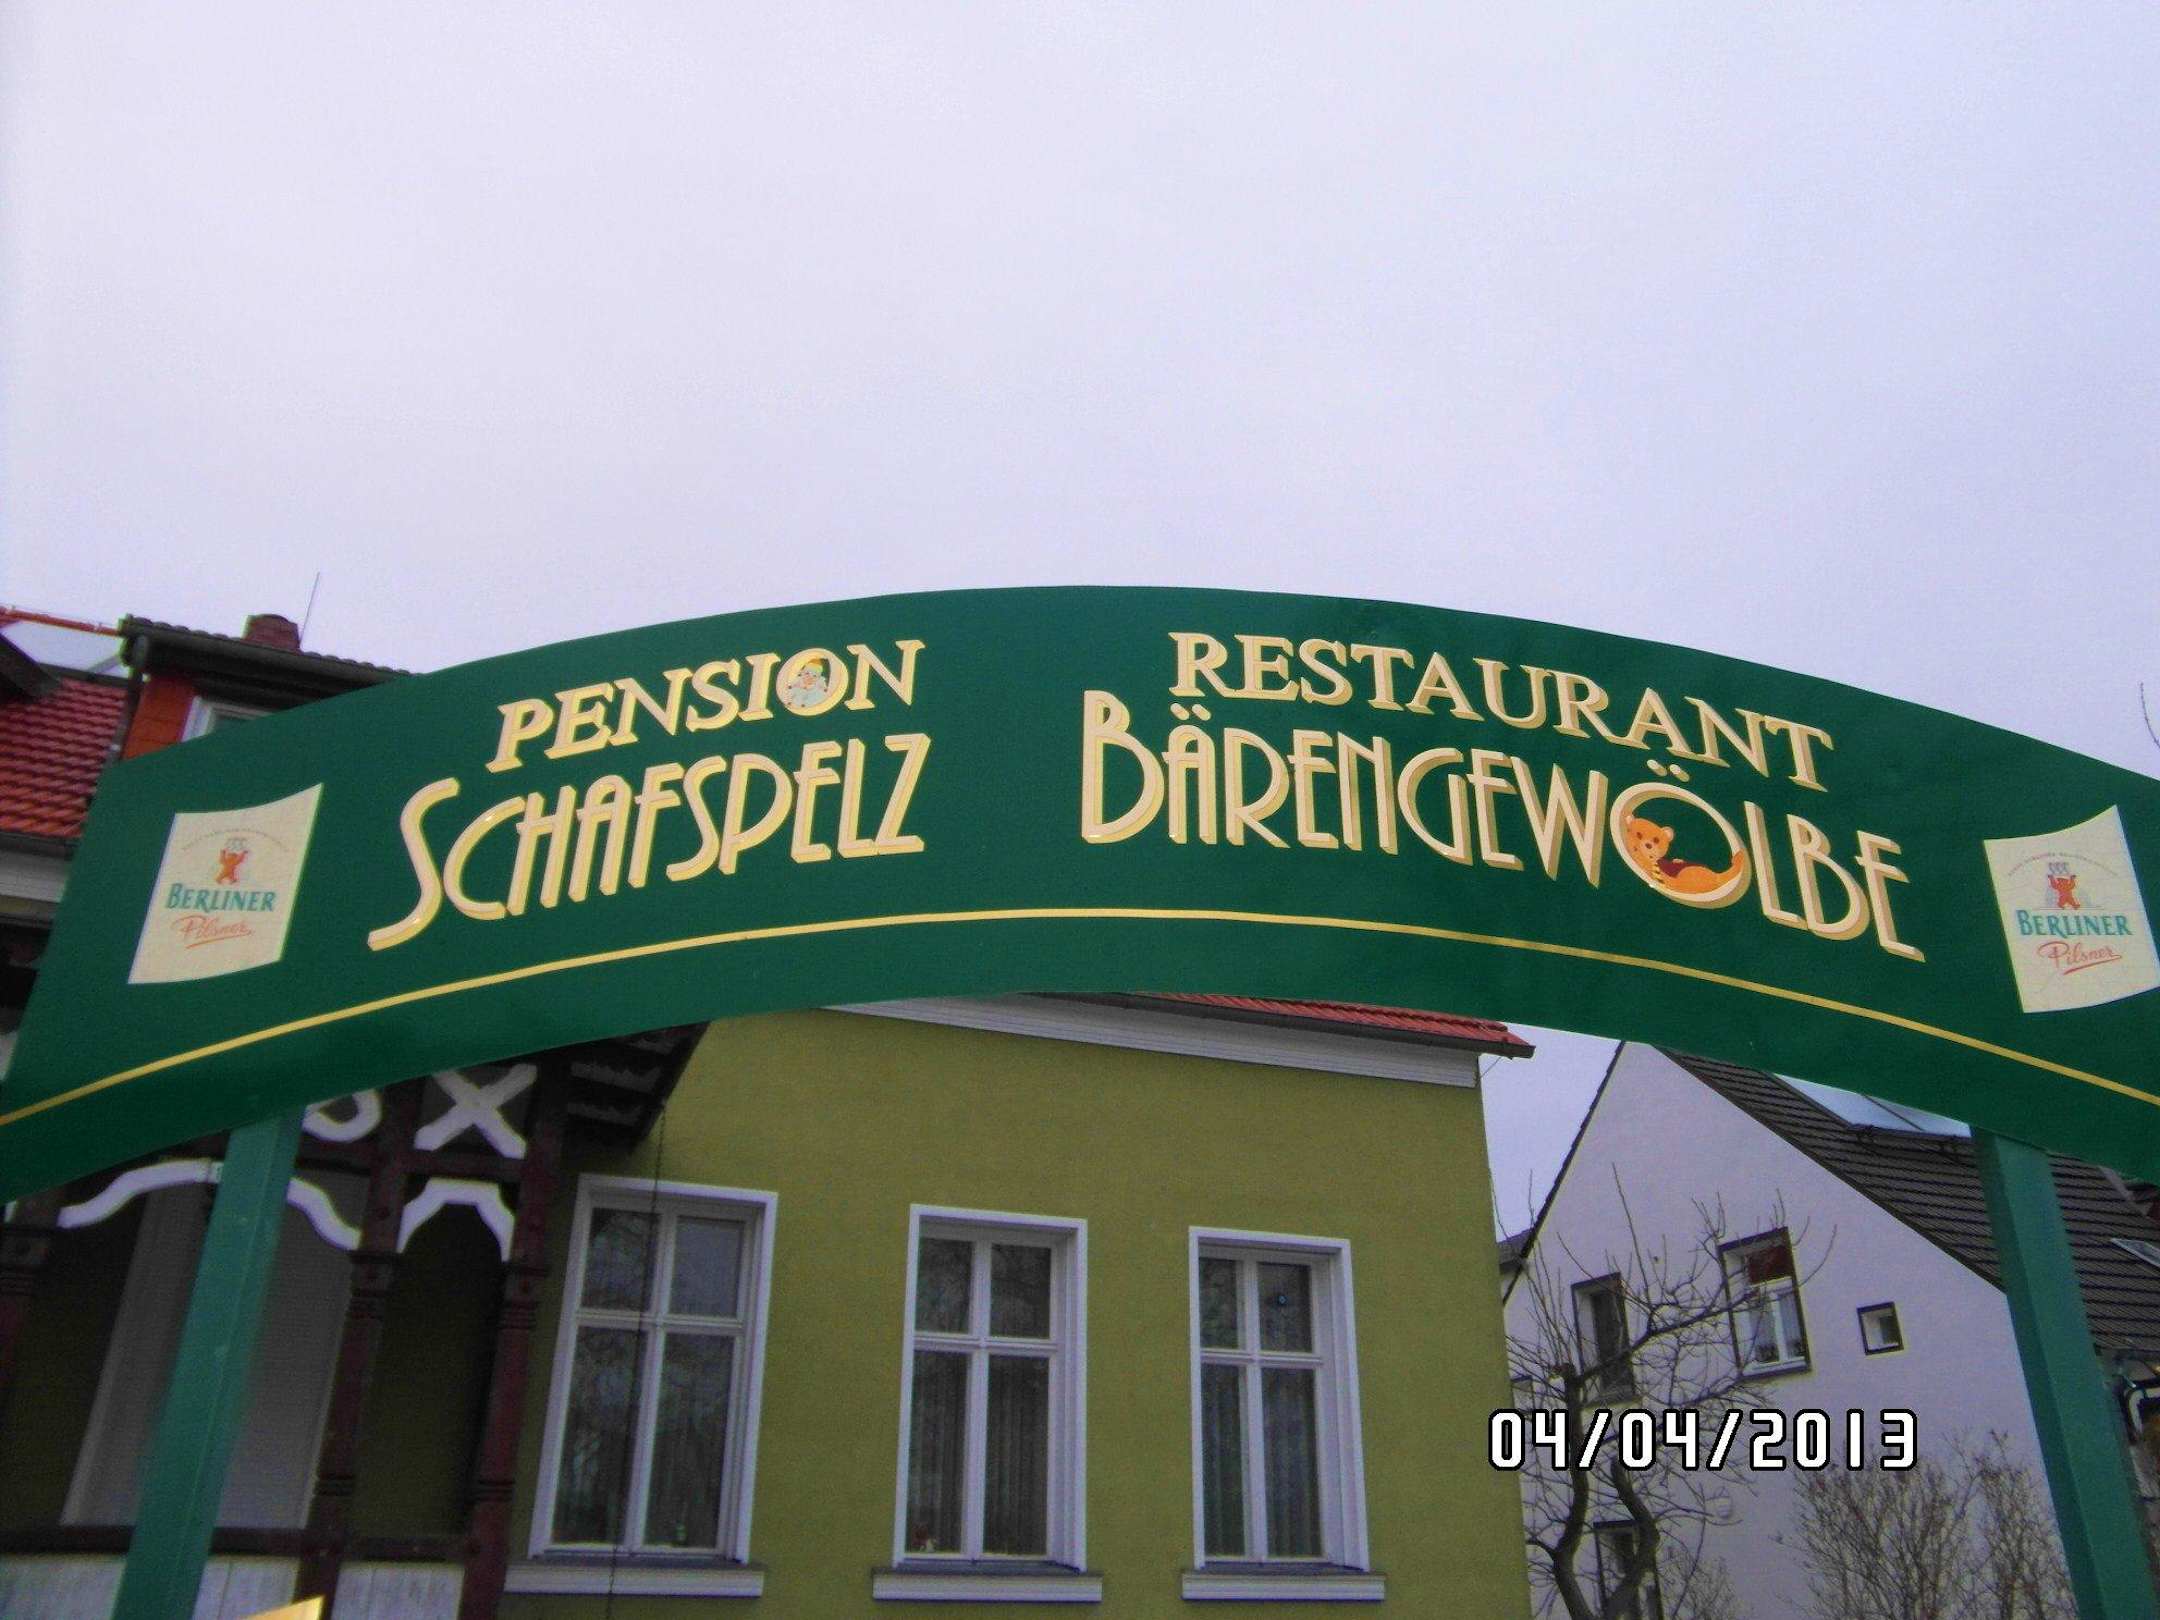 PENSION
SCHAFSPELZ
RESTAURANT
BÄRENGEWÖLBE
BERLINER
Pilsner
BERLINER
Pilsner
04/04/2013